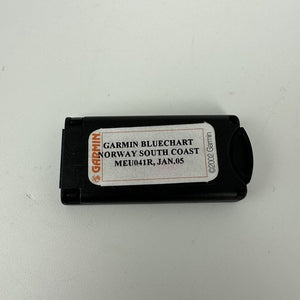 GARMIN
GARMIN BLUECHART
NORWAY SOUTH COAST
MEU041R, JAN.05
©2002 Garmin